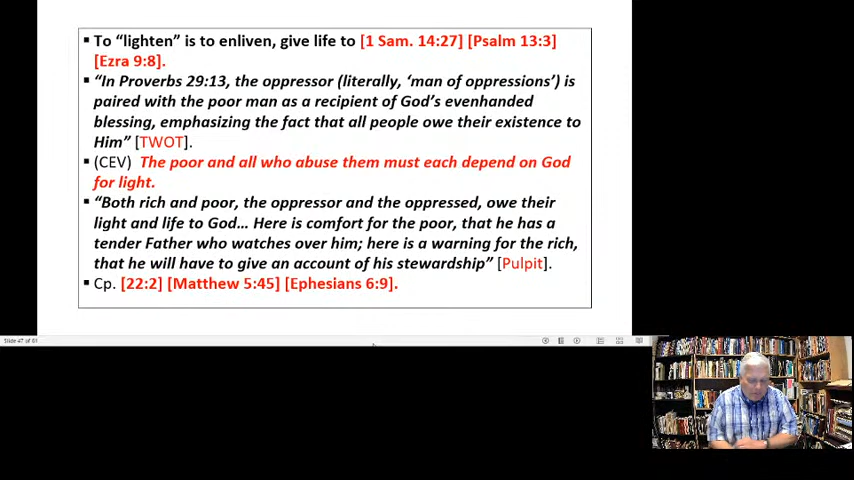 ▪ To “lighten” is to enliven, give life to [1 Sam. 14:27] [Psalm 13:3]
[Ezra 9:8].
▪ “In Proverbs 29:13, the oppressor (literally, ‘man of oppressions’) is
paired with the poor man as a recipient of God’s evenhanded
blessing, emphasizing the fact that all people owe their existence to
Him” [TWOT].
▪ (CEV) The poor and all who abuse them must each depend on God
for light.
▪ “Both rich and poor, the oppressor and the oppressed, owe their
light and life to God… Here is comfort for the poor, that he has a
tender Father who watches over him; here is a warning for the rich,
that he will have to give an account of his stewardship” [Pulpit].
▪ Cp. [22:2] [Matthew 5:45] [Ephesians 6:9].
Slide 47 of 61